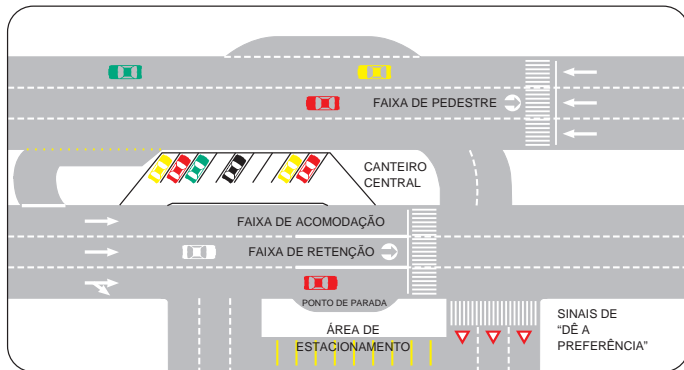 FAIXA DE PEDESTRE
CANTEIRO
CENTRAL
FAIXA DE ACOMODAÇÃO
FAIXA DE RETENÇÃO
PONTO DE PARADA
ÁREA DE
ESTACIONAMENTO
SINAIS DE
“DÊ A
PREFERÊNCIA”